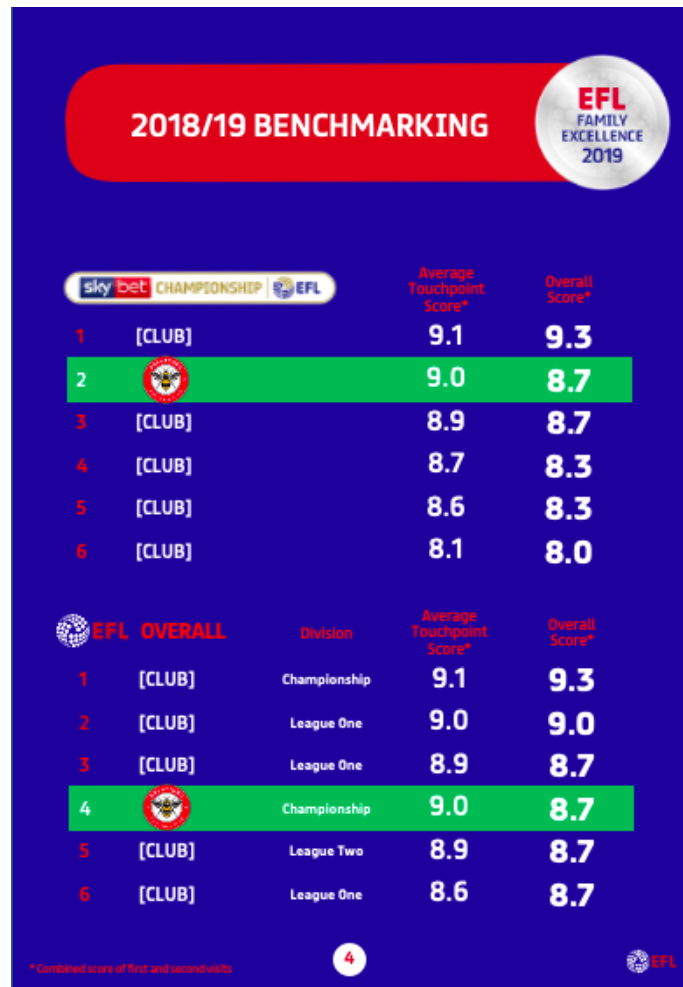 2018/19 BENCHMARKING
EFL
FAMILY
EXCELLENCE
2019
sky bet CHAMPIONSHIP EFL
Average
Touchpoint
Score*
Overall
Score*
1 [CLUB] 9.1 9.3
2 9.0 8.7
3 [CLUB] 8.9 8.7
4 [CLUB] 8.7 8.3
5 [CLUB] 8.6 8.3
6 [CLUB] 8.1 8.0
EFL OVERALL
Division
Average
Touchpoint
Score*
Overall
Score*
1 [CLUB] Championship 9.1 9.3
2 [CLUB] League One 9.0 9.0
3 [CLUB] League One 8.9 8.7
4 Championship 9.0 8.7
5 [CLUB] League Two 8.9 8.7
6 [CLUB] League One 8.6 8.7
* Combined score of first and second visits
4
EFL